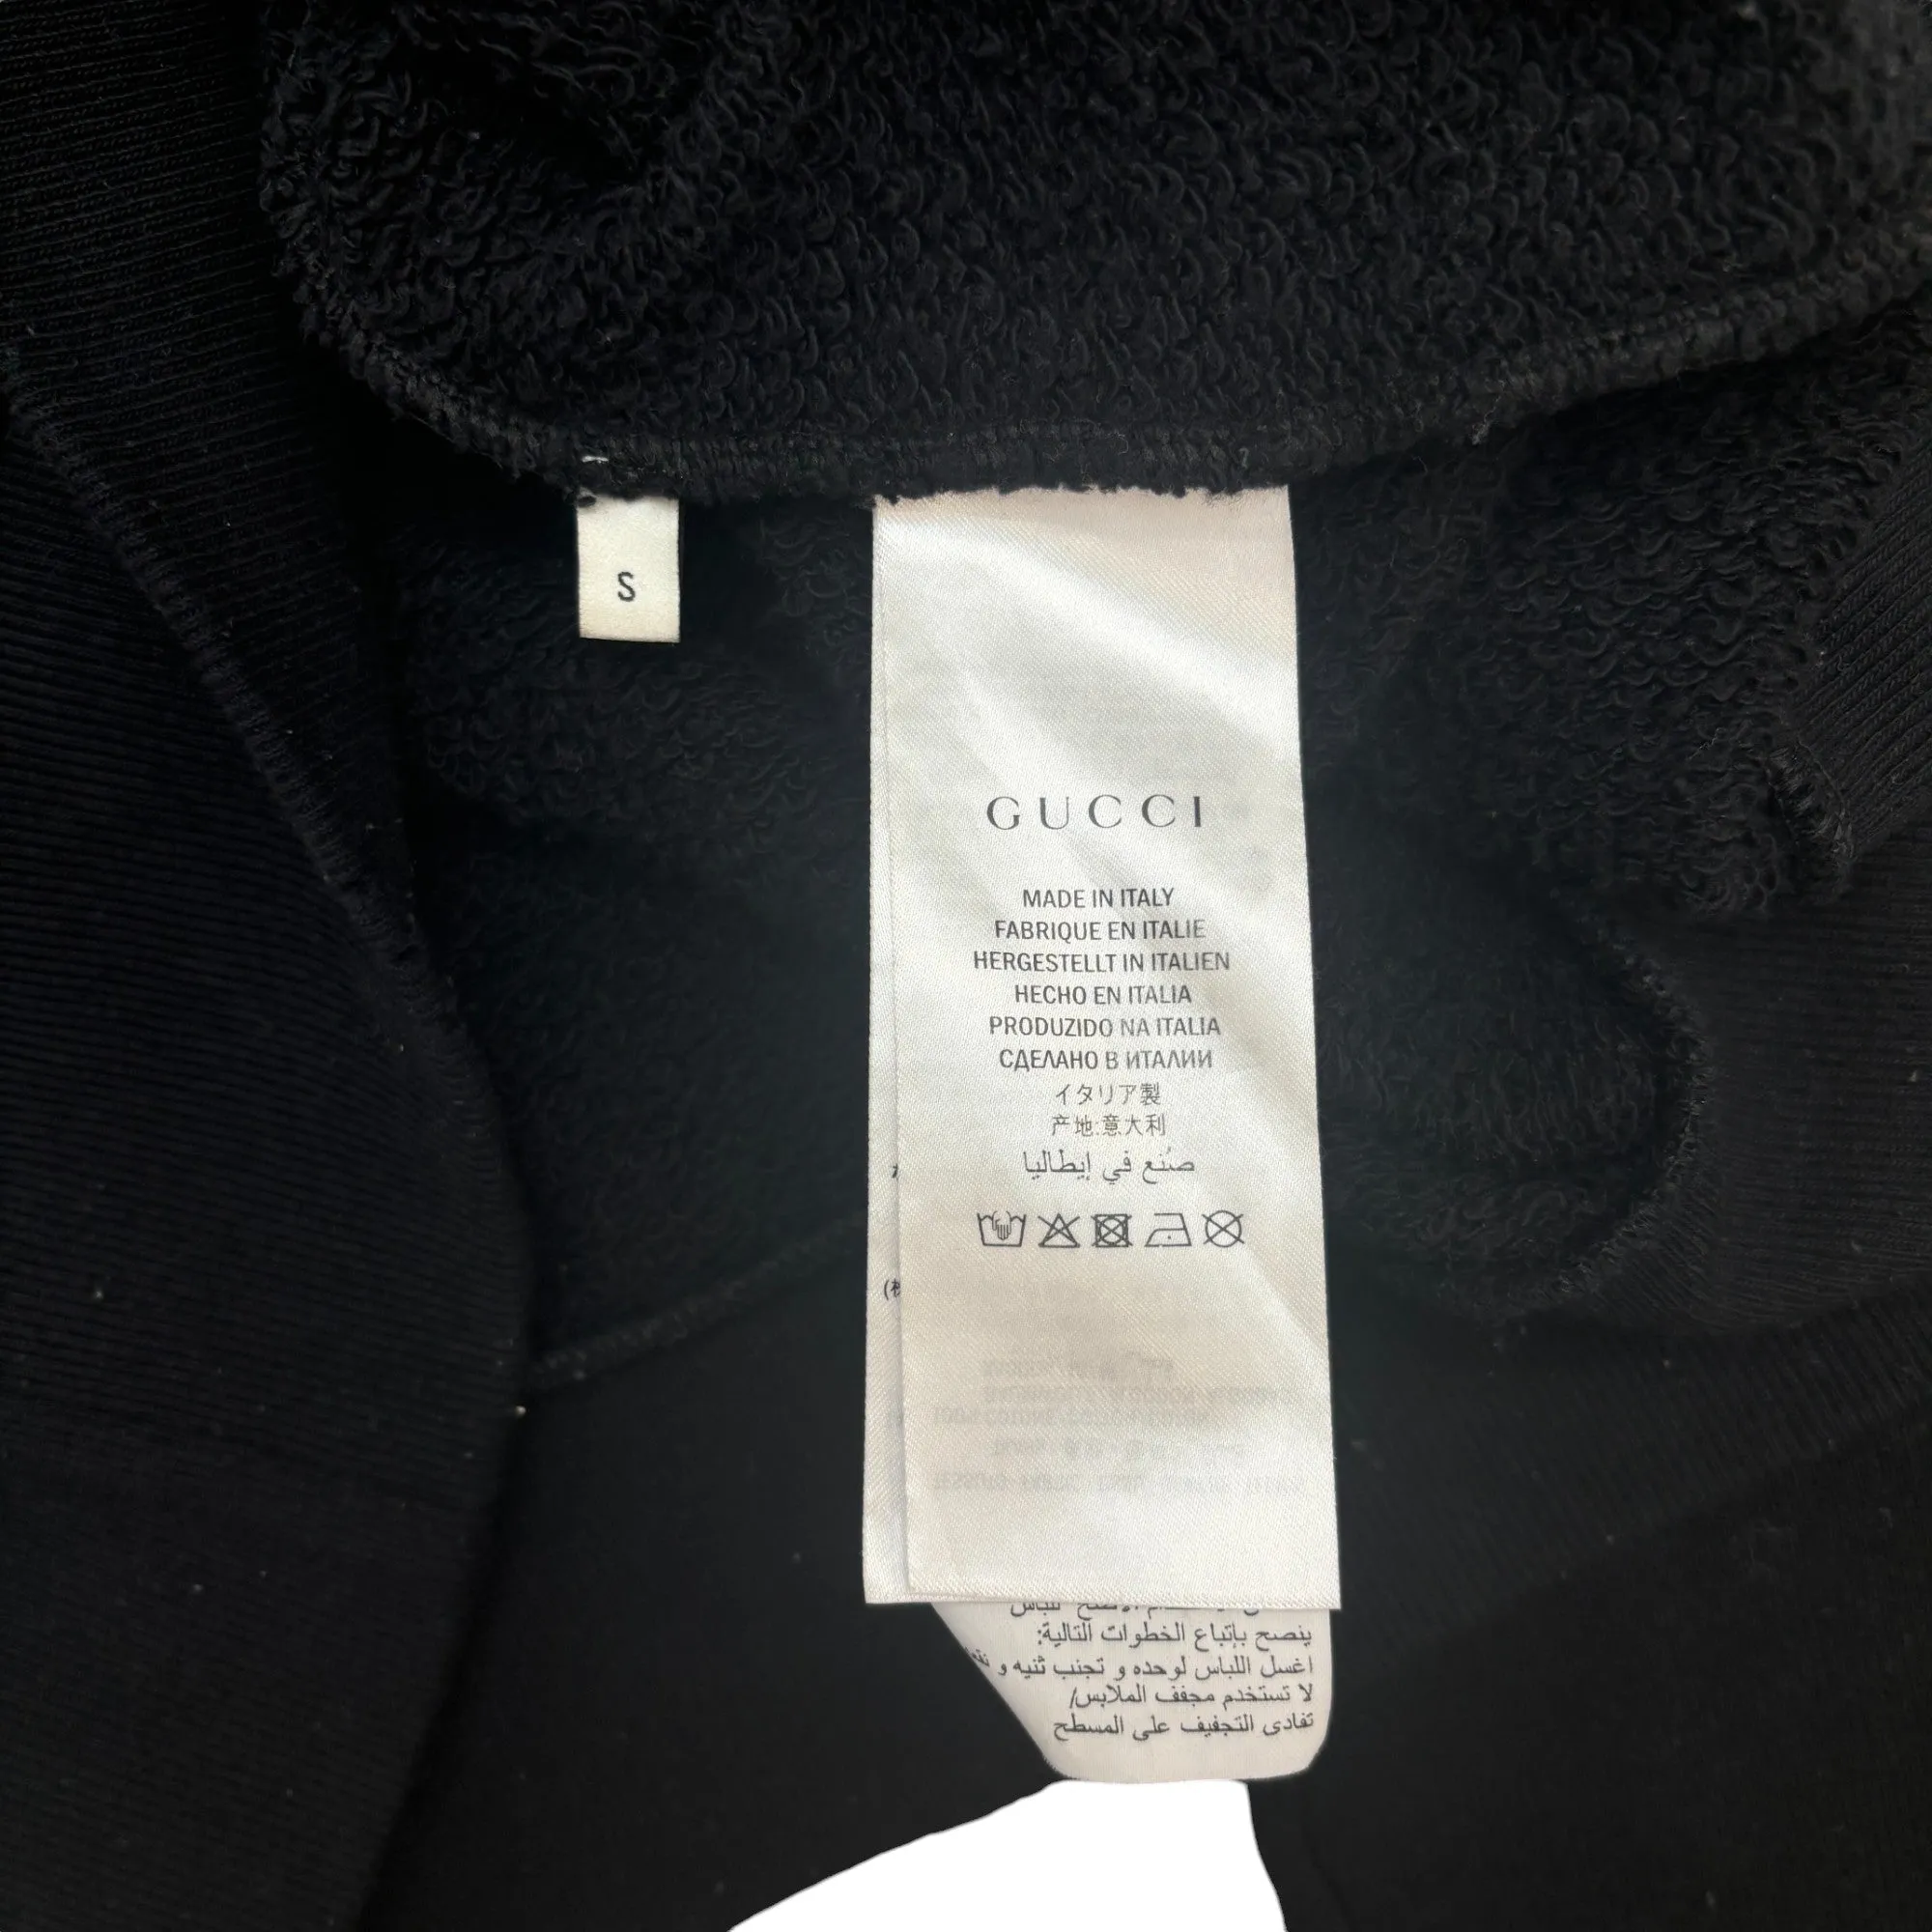 S
GUCCI
MADE IN ITALY
FABRIQUE EN ITALIE
HERGESTELLT IN ITALIEN
HECHO EN ITALIA
PRODUZIDO NA ITALIA
СДЕЛАНО В ИТАЛИИ
イタリア製
产地:意大利
صُنع في إيطاليا
ينصح بإتباع الخطوات التالية:
اغسل اللباس لوحده و تجنب ثنيه و
لا تستخدم مجفف الملابس/
تفادى التجفيف على المسطح